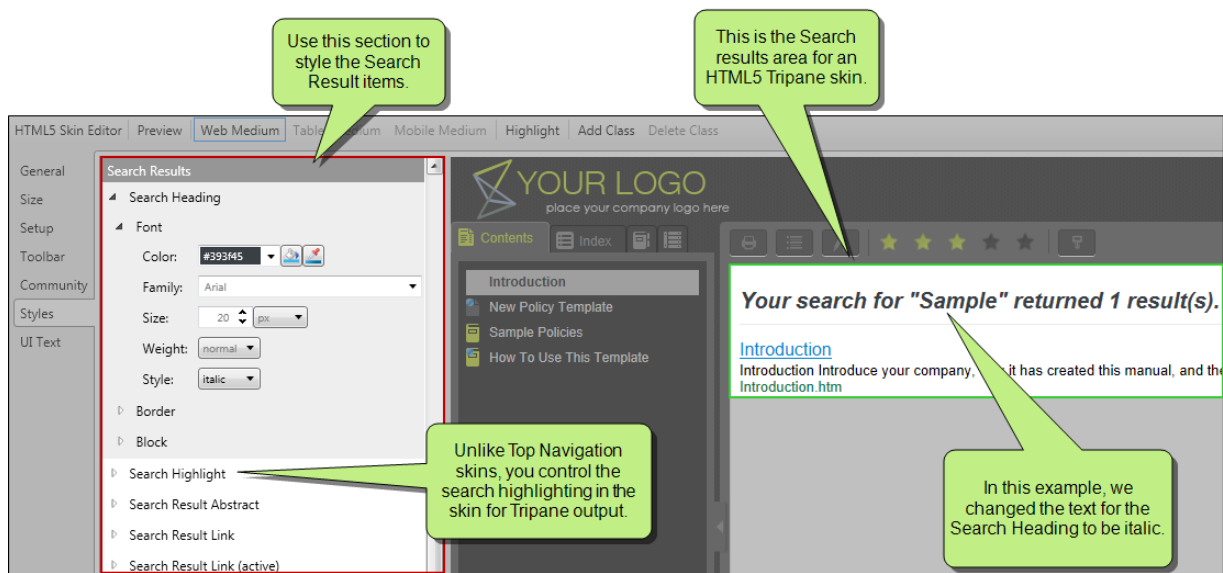 Use this section to
style the Search
Result items.
This is the Search
results area for an
HTML5 Tripane skin.
HTML5 Skin Editor Preview Web Medium Medium Mobile Medium Highlight Add Class Delete Class
General
Size
Setup
Toolbar
Community
Styles
UI Text
Search Results
Search Heading
Font
Color: #393f45
Family: Arial
Size: 20 px
Weight: normal
Style: italic
Border
Block
Search Highlight
Search Result Abstract
Search Result Link
Search Result Link (active)
Unlike Top Navigation
skins, you control the
search highlighting in the
skin for Tripane output.
YOUR LOGO
place your company logo here
Contents Index
Introduction
New Policy Template
Sample Policies
How To Use This Template
Your search for "Sample" returned 1 result(s).
Introduction
Introduction Introduce your company, it has created this manual, and the
Introduction.htm
In this example, we
changed the text for the
Search Heading to be italic.